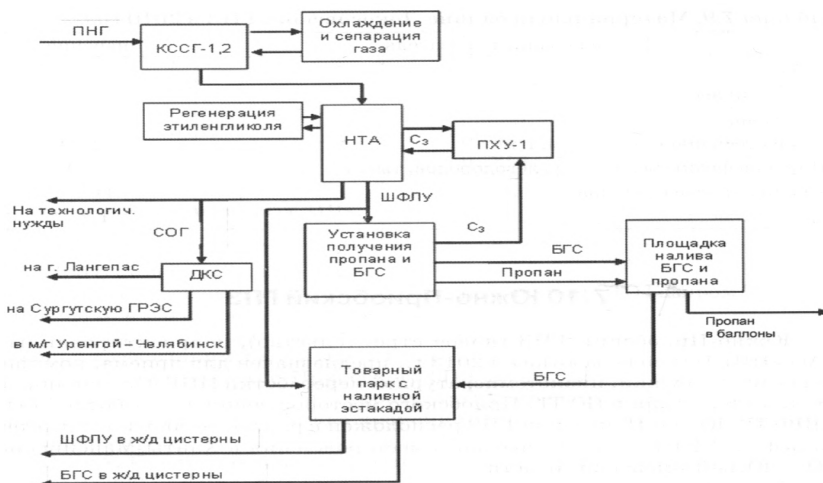 ПНГ
КССГ-1,2
Охлаждение
и сепарация
газа
Регенерация
этиленгликоля
НТА
С₃
ПХУ-1
На технологич.
нужды
СОГ
ШФЛУ
Установка
получения
пропана и
БГС
С₃
БГС
Пропан
Площадка
налива
БГС и
пропана
на г. Лангепас
ДКС
на Сургутскую ГРЭС
в м/г Уренгой–Челябинск
Пропан
в баллоны
Товарный
парк с
наливной
эстакадой
БГС
ШФЛУ в ж/д цистерны
БГС в ж/д цистерны